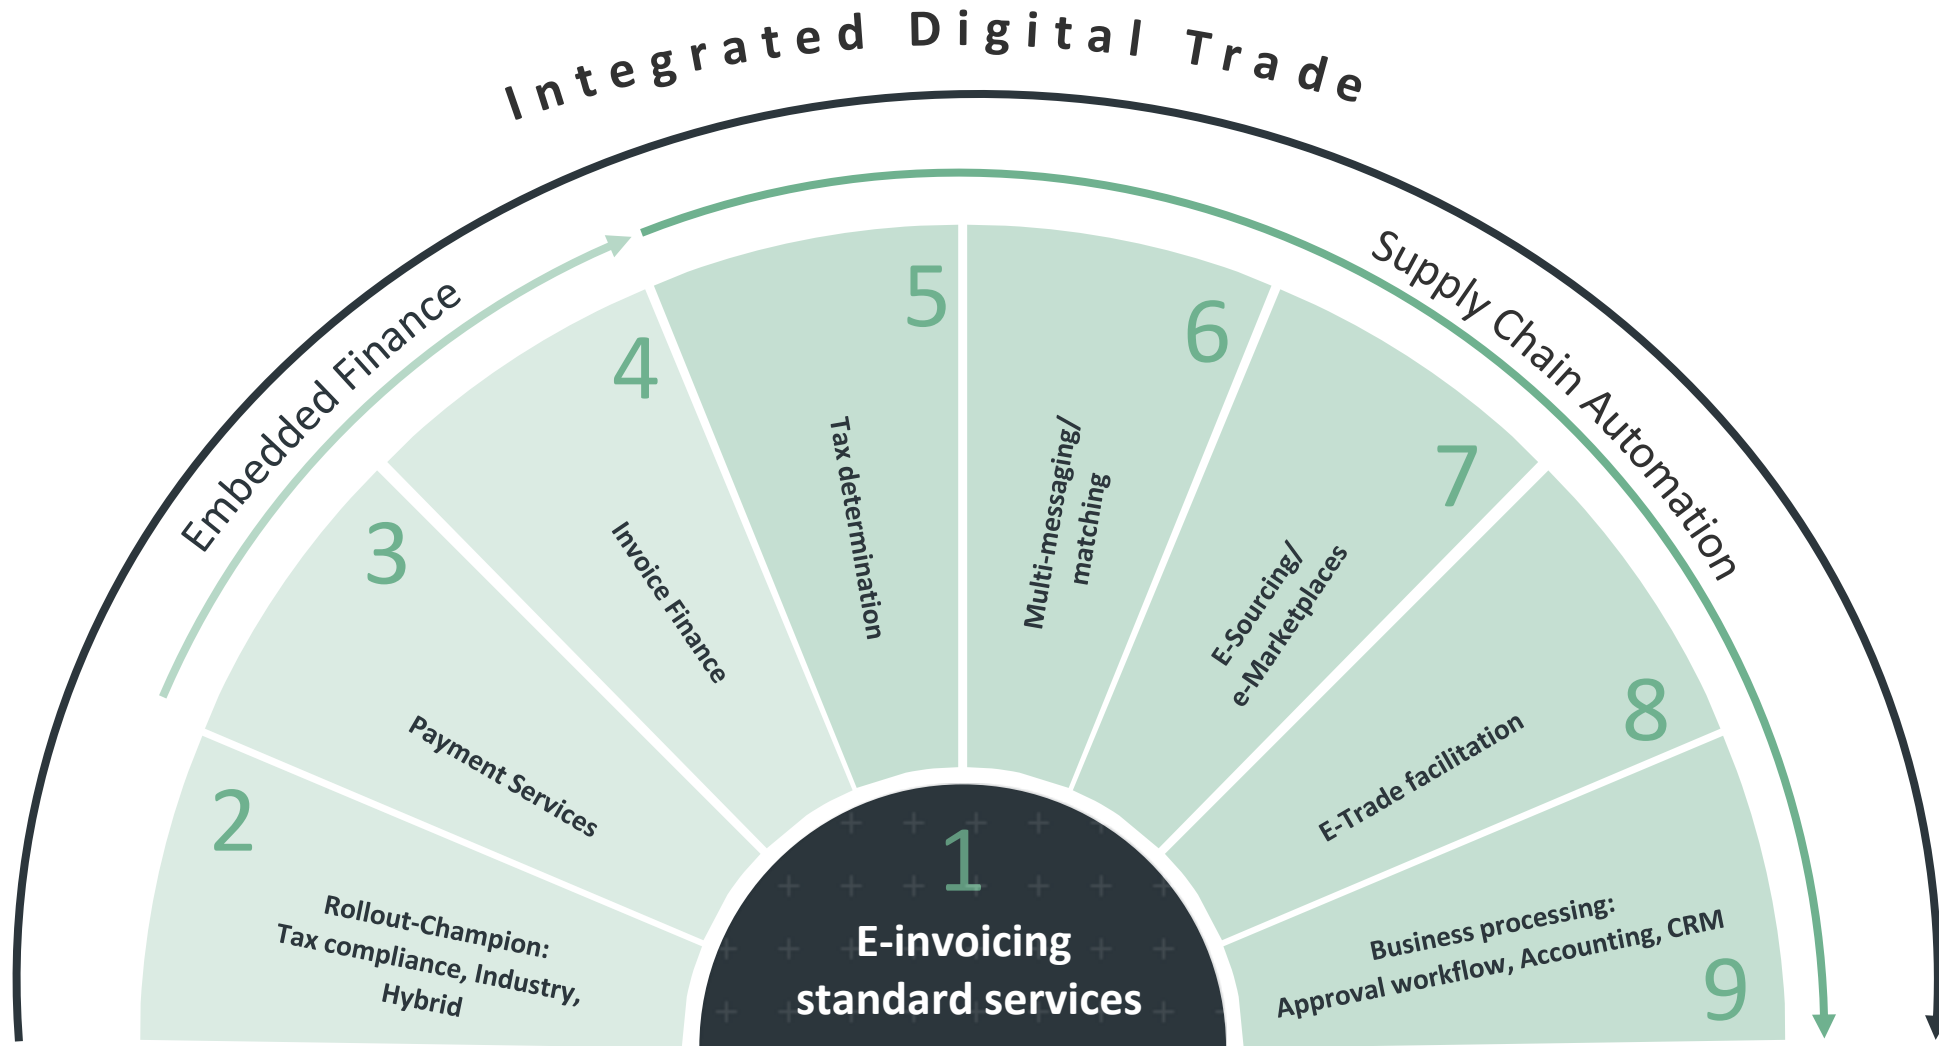 Integrated Digital Trade
Embedded Finance
Supply Chain Automation
1
E-invoicing
standard services
2
Rollout-Champion:
Tax compliance, Industry,
Hybrid
3
Payment Services
4
Invoice Finance
5
Tax determination
6
Multi-messaging/
matching
7
E-Sourcing/
e-Marketplaces
8
E-Trade facilitation
9
Business processing:
Approval workflow, Accounting, CRM